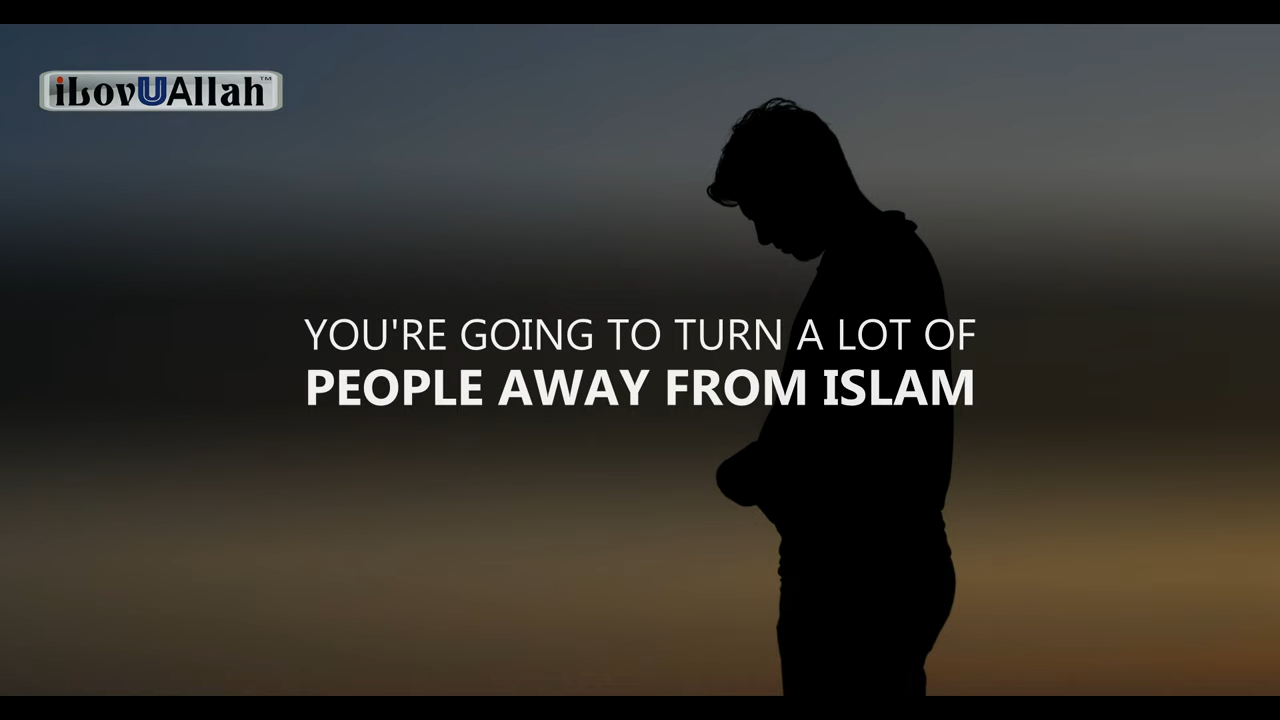 iLovUAllah™
YOU'RE GOING TO TURN A LOT OF
PEOPLE AWAY FROM ISLAM